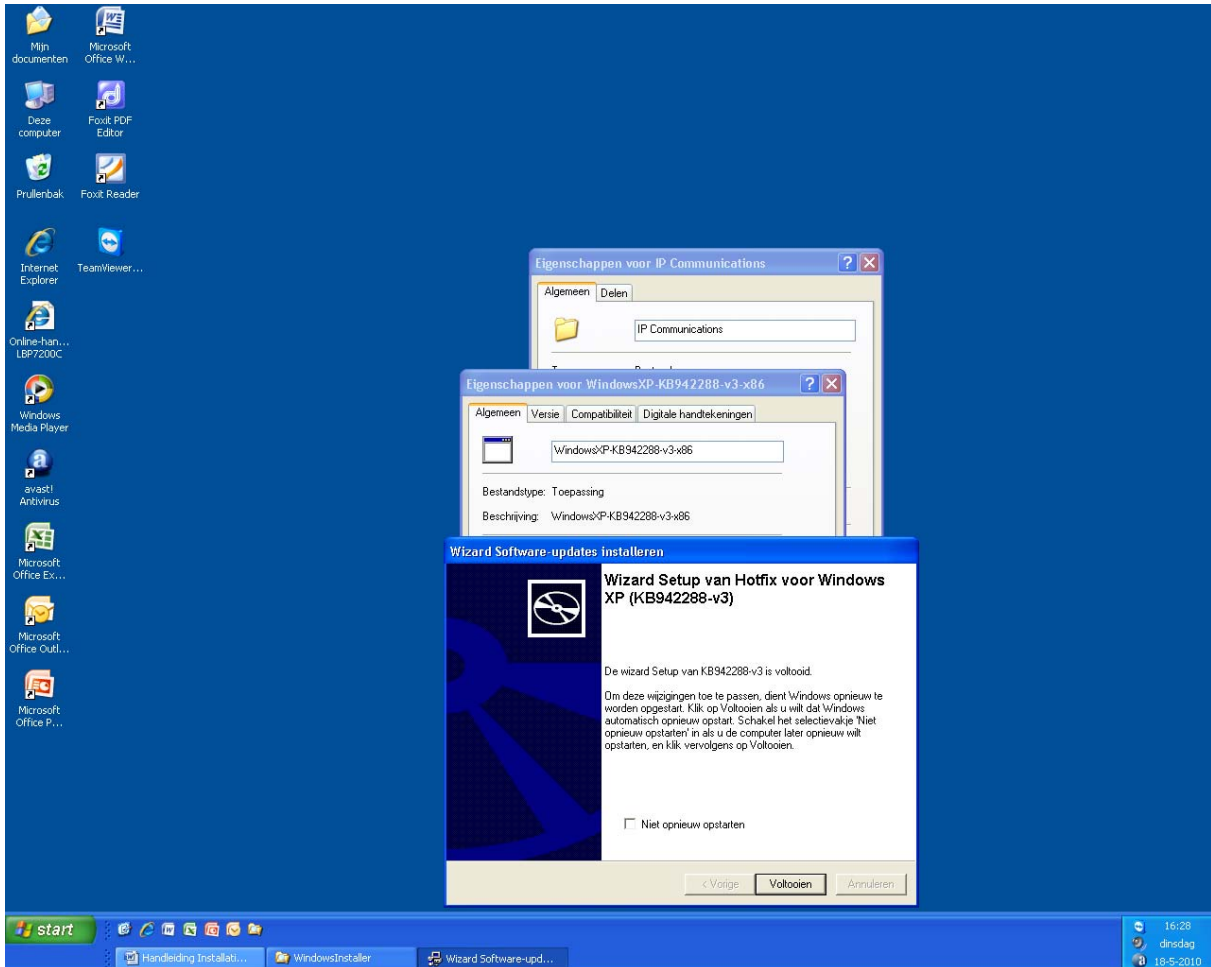 Mijn documenten
Microsoft Office W...
Deze computer
Foxit PDF Editor
Prullenbak
Foxit Reader
Internet Explorer
TeamViewer...
Online-han... LBP7200C
Windows Media Player
avast! Antivirus
Microsoft Office Ex...
Microsoft Office Outl...
Microsoft Office P...
Eigenschappen voor IP Communications
Algemeen Delen
IP Communications
Eigenschappen voor WindowsXP-KB942288-v3-x86
Algemeen Versie Compatibiliteit Digitale handtekeningen
WindowsXP-KB942288-v3-x86
Bestandstype: Toepassing
Beschrijving: WindowsXP-KB942288-v3-x86
Wizard Software-updates installeren
Wizard Setup van Hotfix voor Windows
XP (KB942288-v3)
De wizard Setup van KB942288-v3 is voltooid.
Om deze wijzigingen toe te passen, dient Windows opnieuw te
worden opgestart. Klik op Voltooien als u wilt dat Windows
automatisch opnieuw opstart. Schakel het selectievakje 'Niet
opnieuw opstarten' in als u de computer later opnieuw wilt
opstarten, en klik vervolgens op Voltooien.
Niet opnieuw opstarten
< Vorige Voltooien Annuleren
start
Handleiding Installati...
WindowsInstaller
Wizard Software-upd...
16:28
dinsdag
18-5-2010